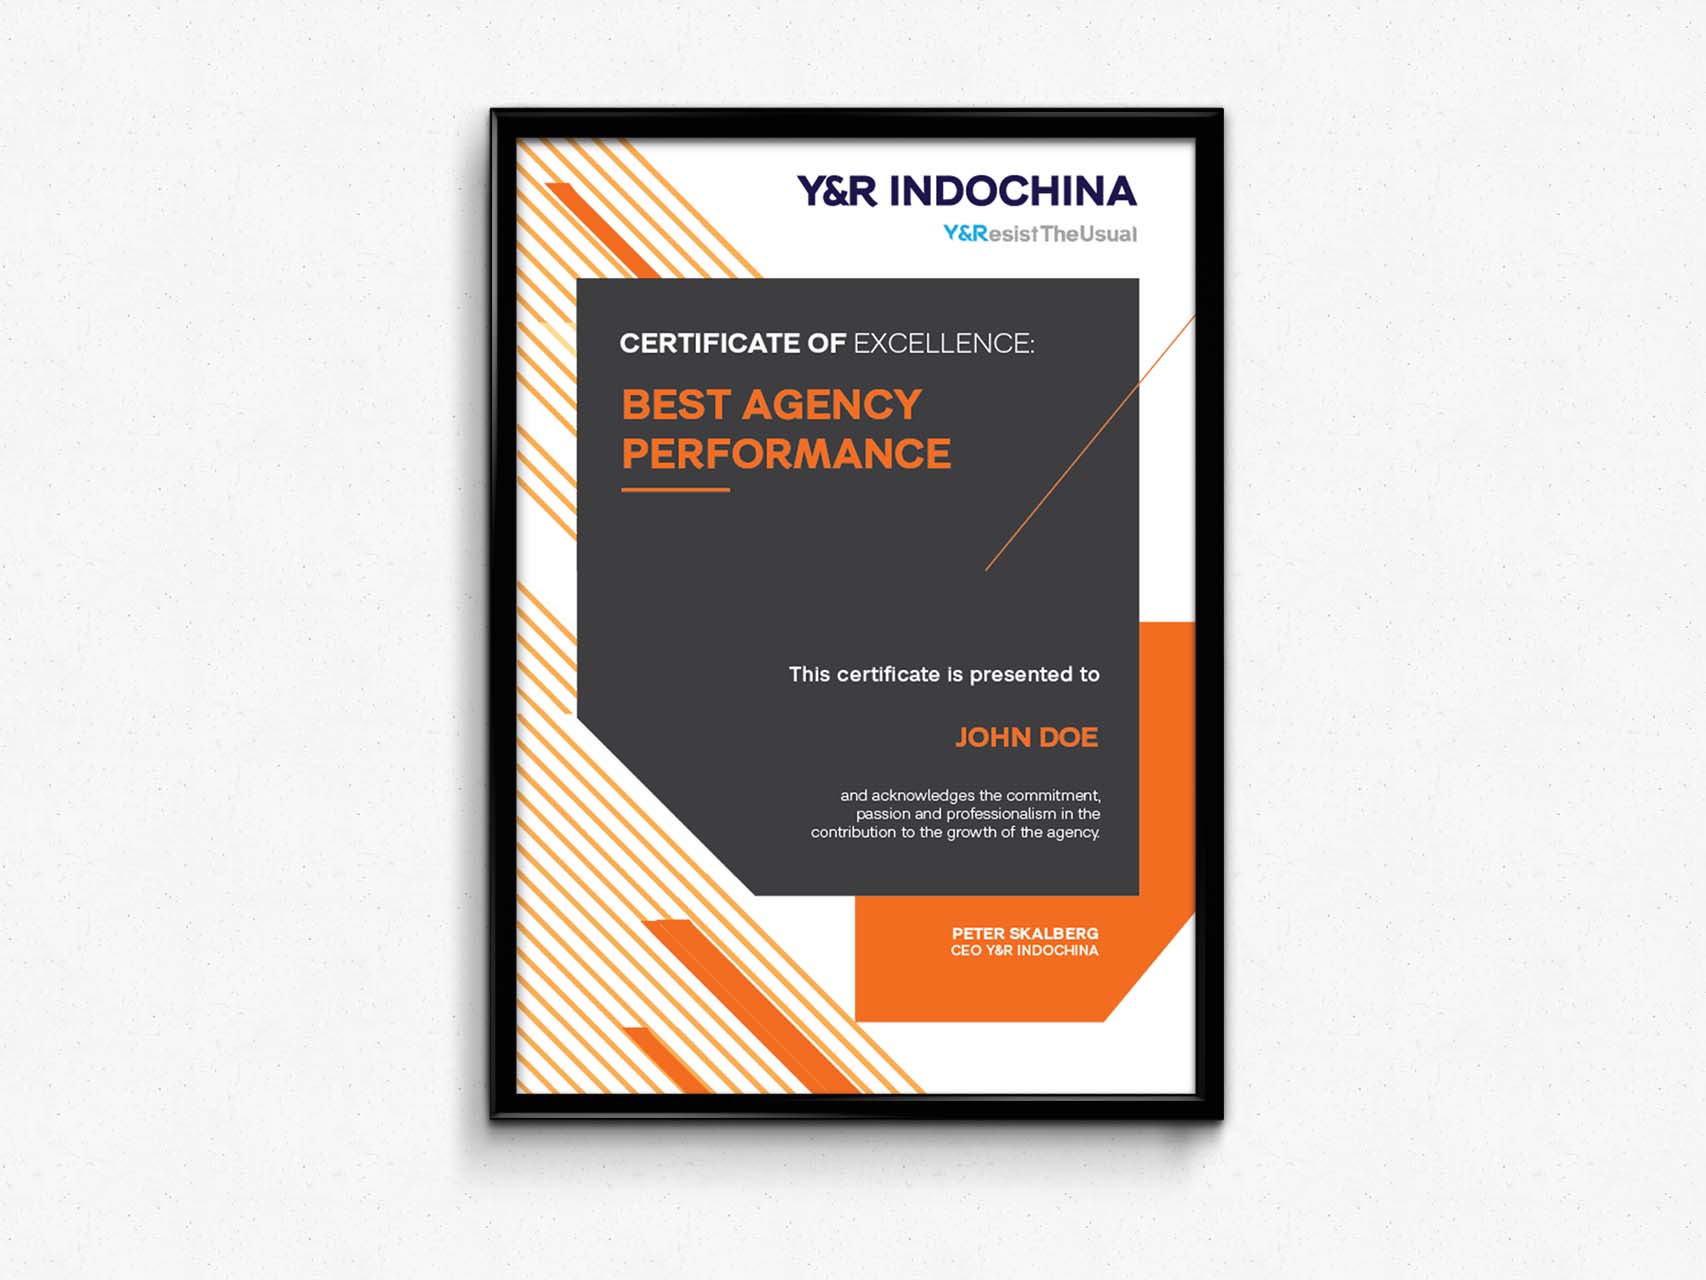 Y&R INDOCHINA
Y&ResistTheUsual
CERTIFICATE OF EXCELLENCE:
BEST AGENCY
PERFORMANCE
This certificate is presented to
JOHN DOE
and acknowledges the commitment,
passion and professionalism in the
contribution to the growth of the agency.
PETER SKALBERG
CEO Y&R INDOCHINA